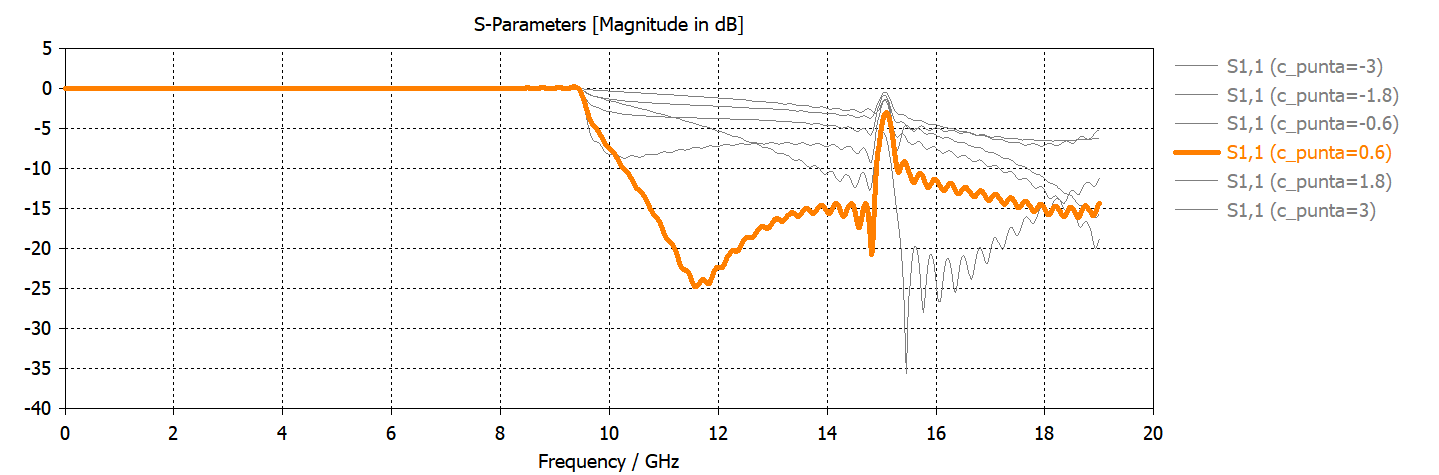 S-Parameters [Magnitude in dB]
5
0
-5
-10
-15
-20
-25
-30
-35
-40
0 2 4 6 8 10 12 14 16 18 20
Frequency / GHz
S1,1 (c_punta=-3)
S1,1 (c_punta=-1.8)
S1,1 (c_punta=-0.6)
S1,1 (c_punta=0.6)
S1,1 (c_punta=1.8)
S1,1 (c_punta=3)